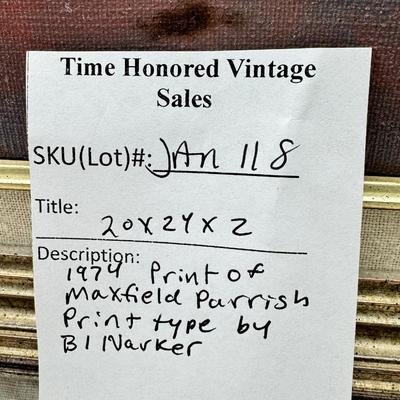 Time Honored Vintage
Sales
SKU(Lot)#: JAn 118
Title:
20x24x2
Description:
1974 Print of
Maxfield Parrish
Print type by
B1 Narker